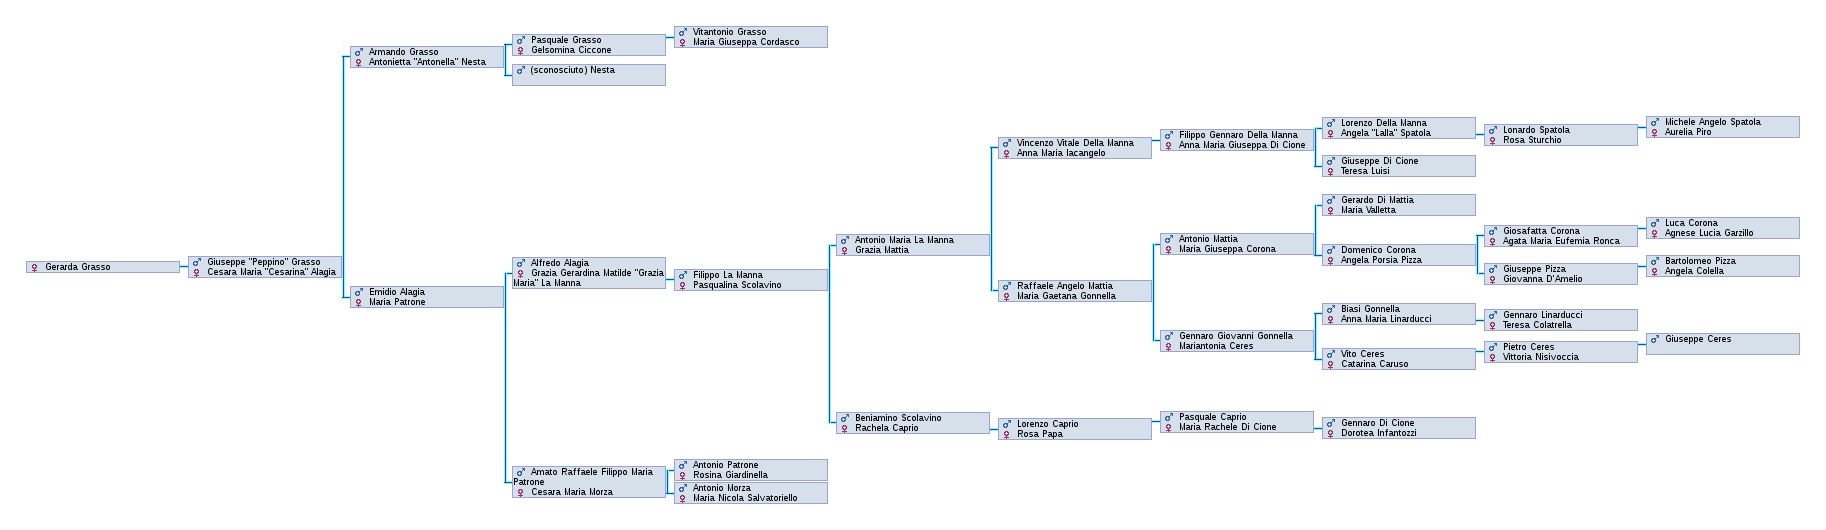 Gerarda Grasso
Giuseppe "Peppino" Grasso
Cesara Maria "Cesarina" Alagia
Armando Grasso
Antonietta "Antonella" Nesta
Emidio Alagia
Maria Patrone
Pasquale Grasso
Gelsomina Ciccone
(sconosciuto) Nesta
Alfredo Alagia
Grazia Gerardina Matilde "Grazia
Maria" La Manna
Amato Raffaele Filippo Maria
Patrone
Cesara Maria Morza
Vitantonio Grasso
Maria Giuseppa Cordasco
Filippo La Manna
Pasqualina Scolavino
Antonio Patrone
Rosina Giardinella
Antonio Morza
Maria Nicola Salvatoriello
Antonio Maria La Manna
Grazia Mattia
Beniamino Scolavino
Rachela Caprio
Vincenzo Vitale Della Manna
Anna Maria Iacangelo
Raffaele Angelo Mattia
Maria Gaetana Gonnella
Lorenzo Caprio
Rosa Papa
Filippo Gennaro Della Manna
Anna Maria Giuseppa Di Cione
Antonio Mattia
Maria Giuseppa Corona
Gennaro Giovanni Gonnella
Mariantonia Ceres
Pasquale Caprio
Maria Rachele Di Cione
Lorenzo Della Manna
Angela "Lalla" Spatola
Giuseppe Di Cione
Teresa Luisi
Gerardo Di Mattia
Maria Valletta
Domenico Corona
Angela Porsia Pizza
Biasi Gonnella
Anna Maria Linarducci
Vito Ceres
Catarina Caruso
Gennaro Di Cione
Dorotea Infantozzi
Lonardo Spatola
Rosa Sturchio
Giosafatta Corona
Agata Maria Eufemia Ronca
Giuseppe Pizza
Giovanna D'Amelio
Gennaro Linarducci
Teresa Colatrella
Pietro Ceres
Vittoria Nisivoccia
Michele Angelo Spatola
Aurelia Piro
Luca Corona
Agnese Lucia Garzillo
Bartolomeo Pizza
Angela Colella
Giuseppe Ceres